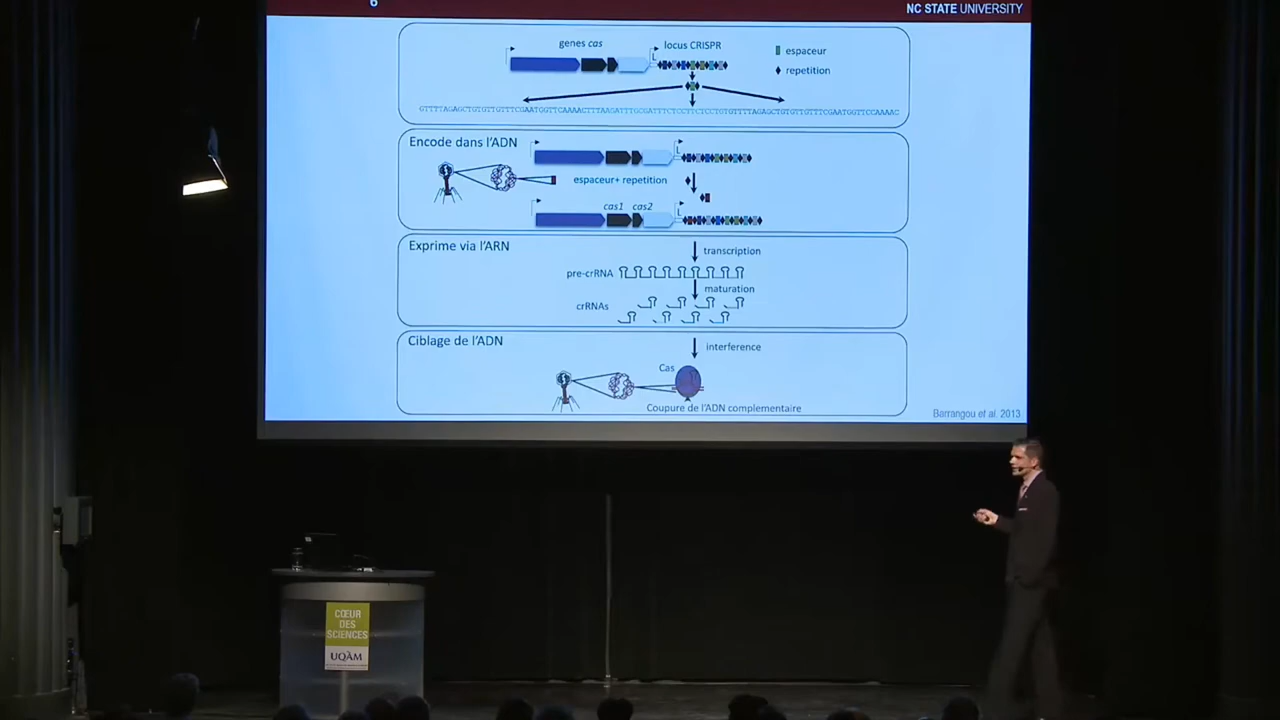 6
NC STATE UNIVERSITY
genes cas
locus CRISPR
L
espaceur
repetition
Encode dans l'ADN
L
espaceur+ repetition
cas1 cas2
L
Exprime via l'ARN
transcription
pre-crRNA
maturation
crRNAs
Ciblage de l'ADN
interference
Cas
Coupure de l'ADN complementaire
Barrangou et al. 2013
CŒUR
DES
SCIENCES
UQÀM